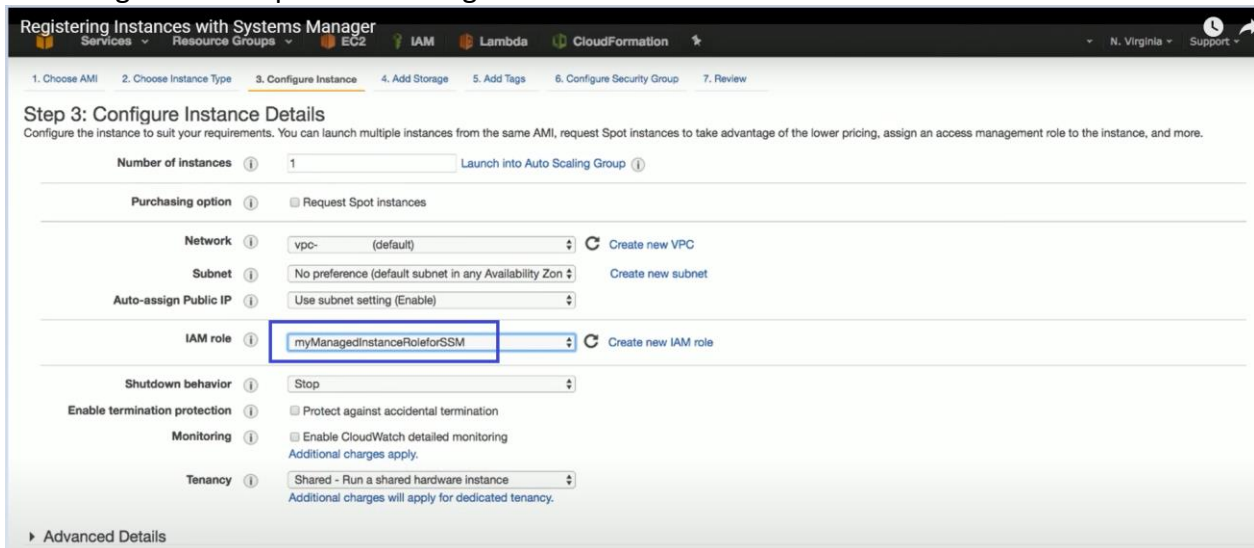 Registering Instances with Systems Manager
Services Resource Groups EC2 IAM Lambda CloudFormation N. Virginia Support
1. Choose AMI 2. Choose Instance Type 3. Configure Instance 4. Add Storage 5. Add Tags 6. Configure Security Group 7. Review
Step 3: Configure Instance Details
Configure the instance to suit your requirements. You can launch multiple instances from the same AMI, request Spot instances to take advantage of the lower pricing, assign an access management role to the instance, and more.
Number of instances 1 Launch into Auto Scaling Group
Purchasing option Request Spot instances
Network vpc- (default) Create new VPC
Subnet No preference (default subnet in any Availability Zon Create new subnet
Auto-assign Public IP Use subnet setting (Enable)
IAM role myManagedInstanceRoleforSSM Create new IAM role
Shutdown behavior Stop
Enable termination protection Protect against accidental termination
Monitoring Enable CloudWatch detailed monitoring
Additional charges apply.
Tenancy Shared - Run a shared hardware instance
Additional charges will apply for dedicated tenancy.
Advanced Details